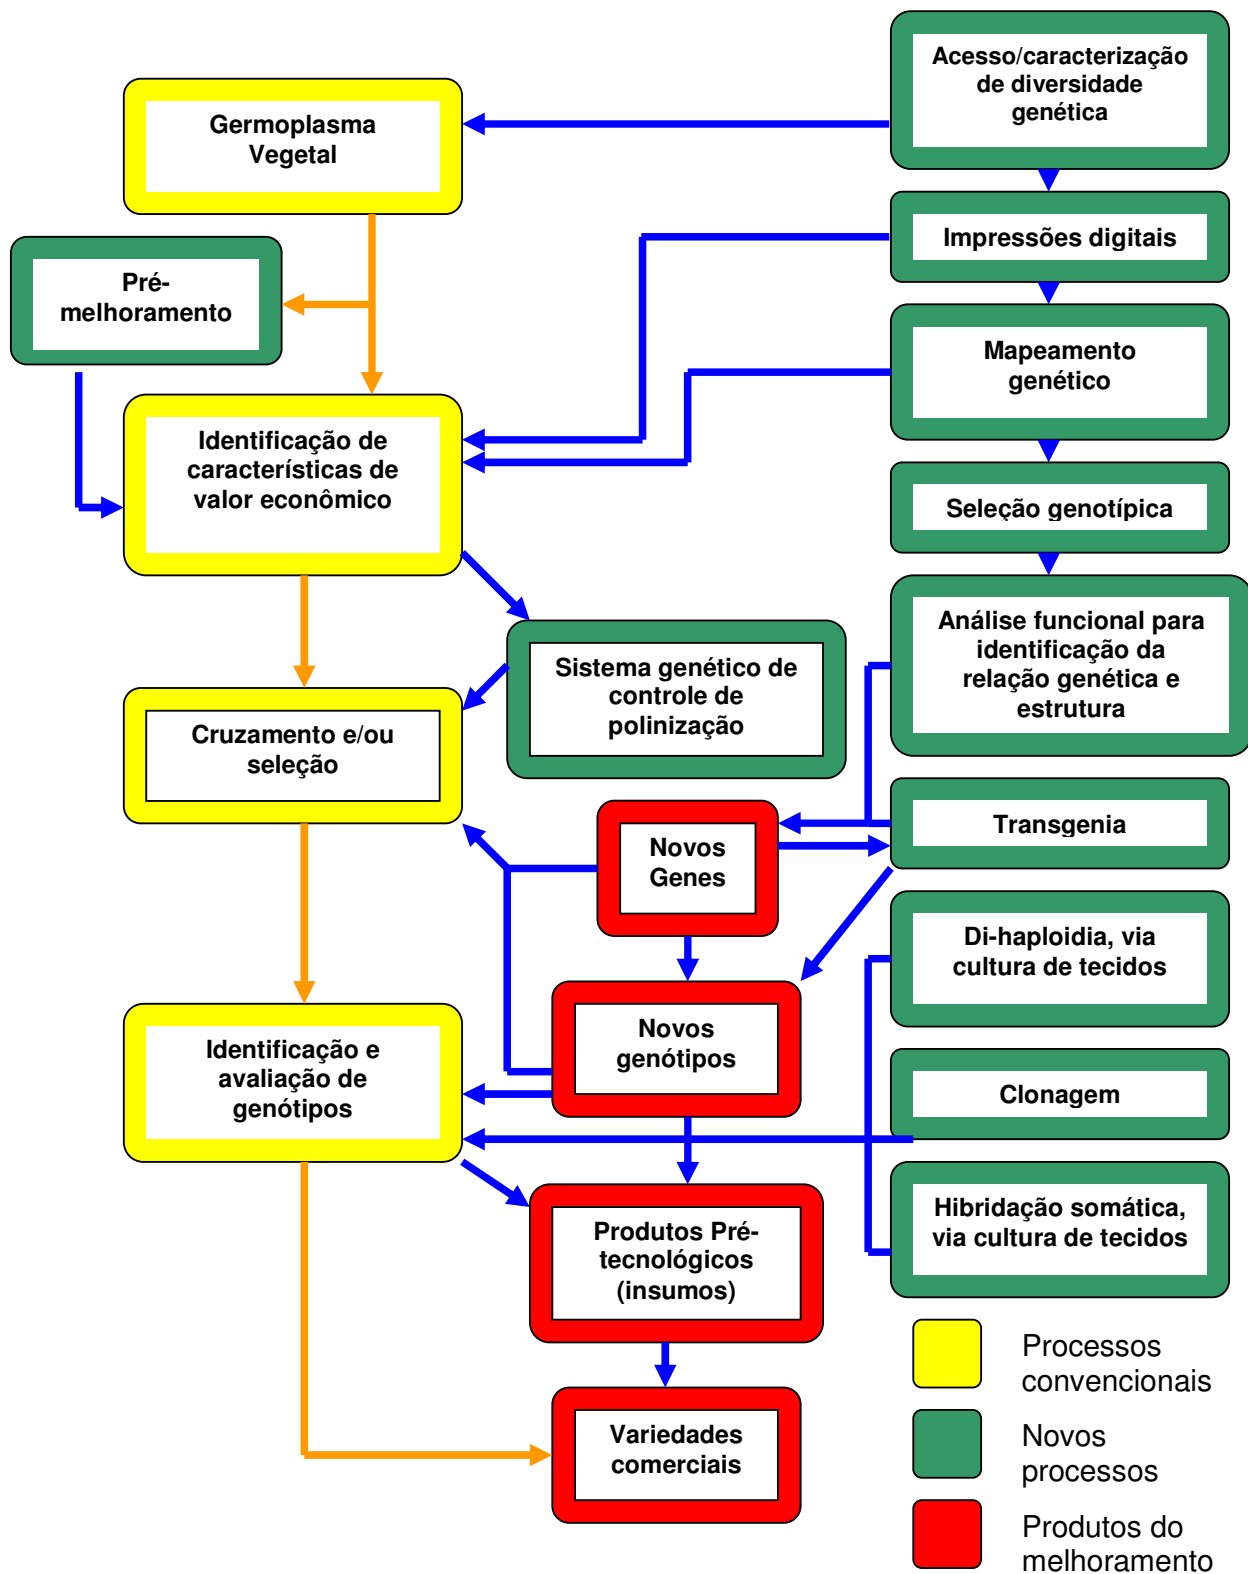 Acesso/caracterização
de diversidade
genética
Germoplasma
Vegetal
Impressões digitais
Pré-
melhoramento
Mapeamento
genético
Identificação de
características de
valor econômico
Seleção genotípica
Análise funcional para
identificação da
relação genética e
estrutura
Sistema genético de
controle de
polinização
Cruzamento e/ou
seleção
Novos
Genes
Transgenia
Di-haploidia, via
cultura de tecidos
Novos
genótipos
Identificação e
avaliação de
genótipos
Clonagem
Hibridação somática,
via cultura de tecidos
Produtos Pré-
tecnológicos
(insumos)
Variedades
comerciais
Processos
convencionais
Novos
processos
Produtos do
melhoramento